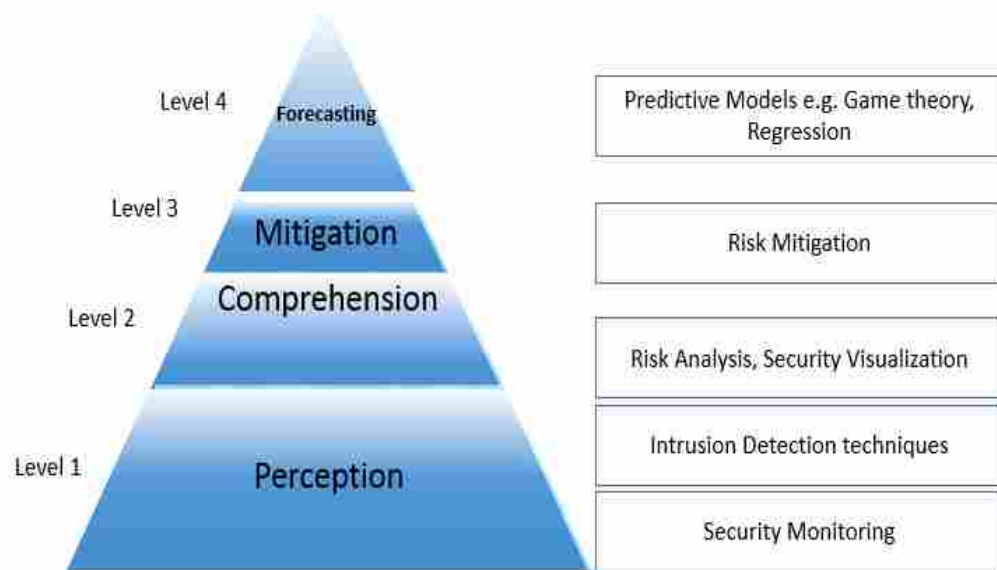 Level 4
Forecasting
Predictive Models e.g. Game theory,
Regression
Level 3
Mitigation
Risk Mitigation
Level 2
Comprehension
Risk Analysis, Security Visualization
Level 1
Perception
Intrusion Detection techniques
Security Monitoring